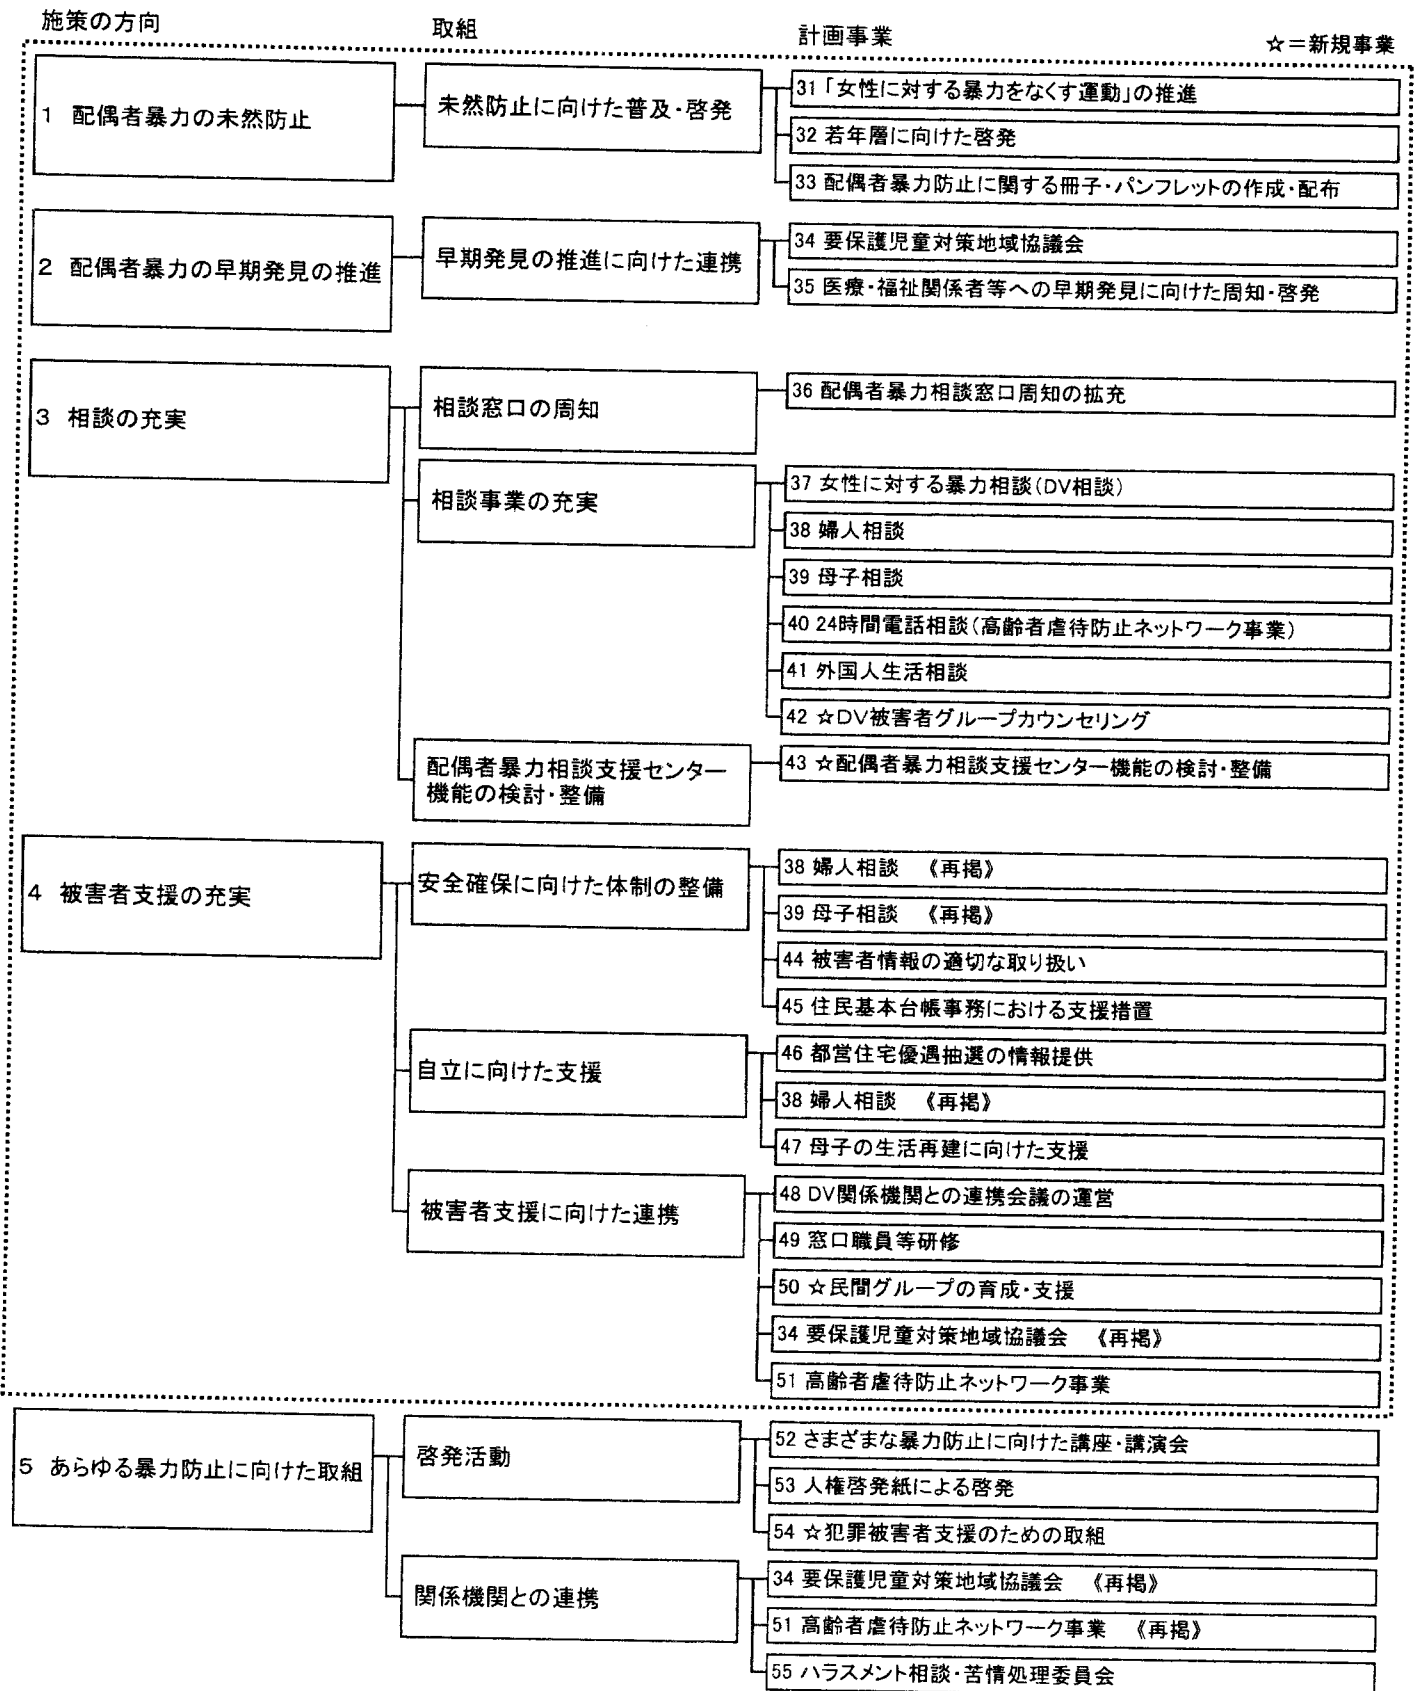 施策の方向
取組
計画事業
☆=新規事業
1 配偶者暴力の未然防止
未然防止に向けた普及・啓発
31「女性に対する暴力をなくす運動」の推進
32 若年層に向けた啓発
33 配偶者暴力防止に関する冊子・パンフレットの作成・配布
2 配偶者暴力の早期発見の推進
早期発見の推進に向けた連携
34 要保護児童対策地域協議会
35 医療・福祉関係者等への早期発見に向けた周知・啓発
3 相談の充実
相談窓口の周知
36 配偶者暴力相談窓口周知の拡充
相談事業の充実
37 女性に対する暴力相談(DV相談)
38 婦人相談
39 母子相談
40 24時間電話相談(高齢者虐待防止ネットワーク事業)
41 外国人生活相談
42 ☆DV被害者グループカウンセリング
配偶者暴力相談支援センター
機能の検討・整備
43 ☆配偶者暴力相談支援センター機能の検討・整備
4 被害者支援の充実
安全確保に向けた体制の整備
38 婦人相談 《再掲》
39 母子相談 《再掲》
44 被害者情報の適切な取り扱い
45 住民基本台帳事務における支援措置
自立に向けた支援
46 都営住宅優遇抽選の情報提供
38 婦人相談 《再掲》
47 母子の生活再建に向けた支援
被害者支援に向けた連携
48 DV関係機関との連携会議の運営
49 窓口職員等研修
50 ☆民間グループの育成・支援
34 要保護児童対策地域協議会 《再掲》
51 高齢者虐待防止ネットワーク事業
5 あらゆる暴力防止に向けた取組
啓発活動
52 さまざまな暴力防止に向けた講座・講演会
53 人権啓発紙による啓発
54 ☆犯罪被害者支援のための取組
関係機関との連携
34 要保護児童対策地域協議会 《再掲》
51 高齢者虐待防止ネットワーク事業 《再掲》
55 ハラスメント相談・苦情処理委員会